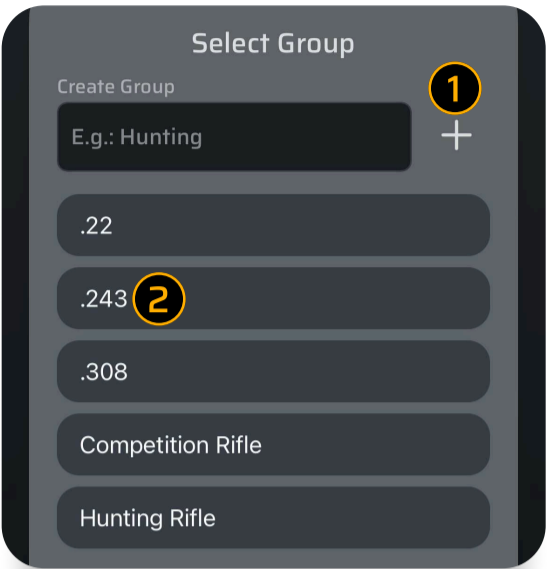 Select Group
Create Group
1
E.g.: Hunting
.22
.243 2
.308
Competition Rifle
Hunting Rifle